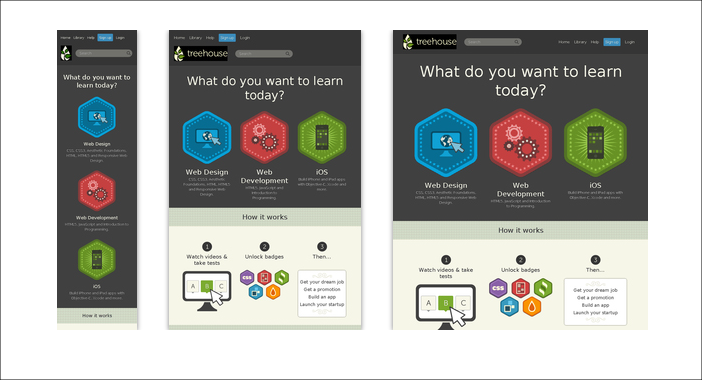 Home Library Help Sign up Login
Search
What do you want to
learn today?
Web Design
CSS, CSS3, Aesthetic Foundations,
HTML, HTML5 and Responsive Web
Design
Web Development
HTML5, JavaScript and Introduction to
Programming
iOS
Build iPhone and iPad apps with
Objective C, Xcode and more.
How it works
Home Library Help Sign up Login
treehouse
Search
What do you want to learn
today?
Web Design
CSS, CSS3, Aesthetic
Foundations, HTML, HTML5
and Responsive Web
Design
Web
Development
HTML5, JavaScript and
Introduction to
Programming
iOS
Build iPhone and iPad apps
with Objective C, Xcode and
more.
How it works
1
Watch videos &
take tests
A B C
2
Unlock badges
CSS
5
3
Then...
Get your dream job
Get a promotion
Build an app
Launch your startup
treehouse
Search
Home Library Help Sign up Login
What do you want to learn
today?
Web Design
CSS, CSS3, Aesthetic Foundations,
HTML, HTML5 and Responsive Web
Design
Web
Development
HTML5, JavaScript and Introduction
to Programming
iOS
Build iPhone and iPad apps with
Objective C, Xcode and more.
How it works
1
Watch videos &
take tests
A B C
2
Unlock badges
CSS
5
3
Then...
Get your dream job
Get a promotion
Build an app
Launch your startup